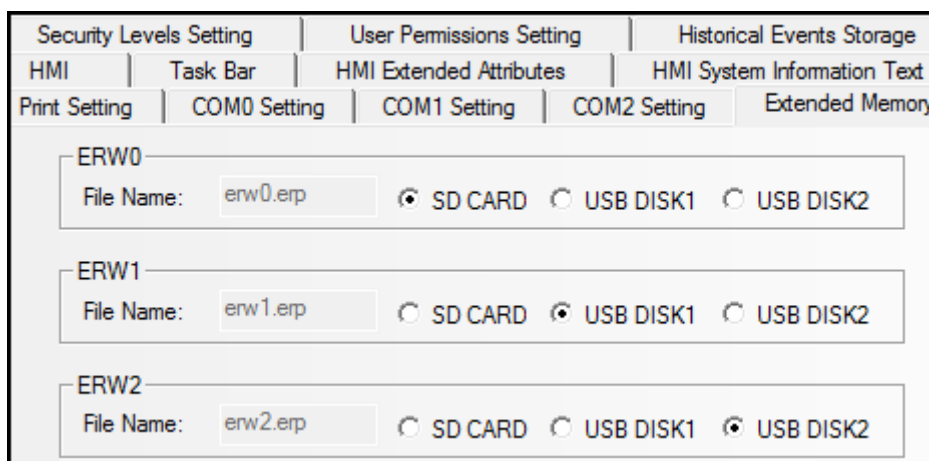 Security Levels Setting User Permissions Setting Historical Events Storage
HMI Task Bar HMI Extended Attributes HMI System Information Text
Print Setting COM0 Setting COM1 Setting COM2 Setting Extended Memory
ERW0
File Name: erw0.erp SD CARD USB DISK1 USB DISK2
ERW1
File Name: erw1.erp SD CARD USB DISK1 USB DISK2
ERW2
File Name: erw2.erp SD CARD USB DISK1 USB DISK2